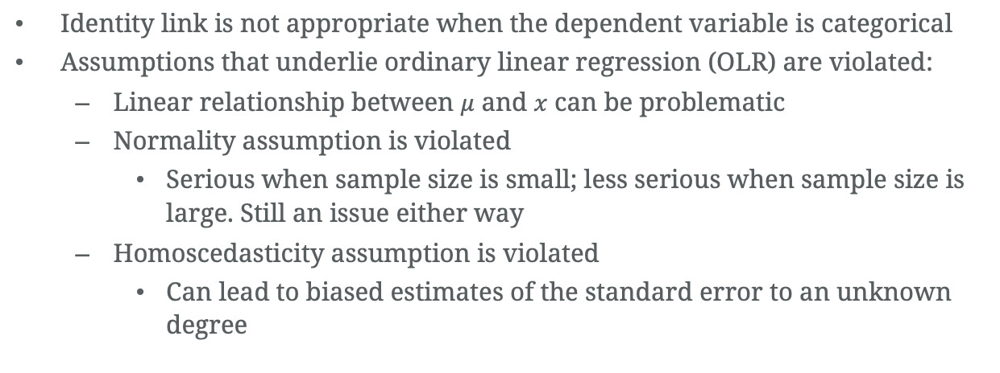 • Identity link is not appropriate when the dependent variable is categorical
• Assumptions that underlie ordinary linear regression (OLR) are violated:
– Linear relationship between μ and x can be problematic
– Normality assumption is violated
• Serious when sample size is small; less serious when sample size is
large. Still an issue either way
– Homoscedasticity assumption is violated
• Can lead to biased estimates of the standard error to an unknown
degree